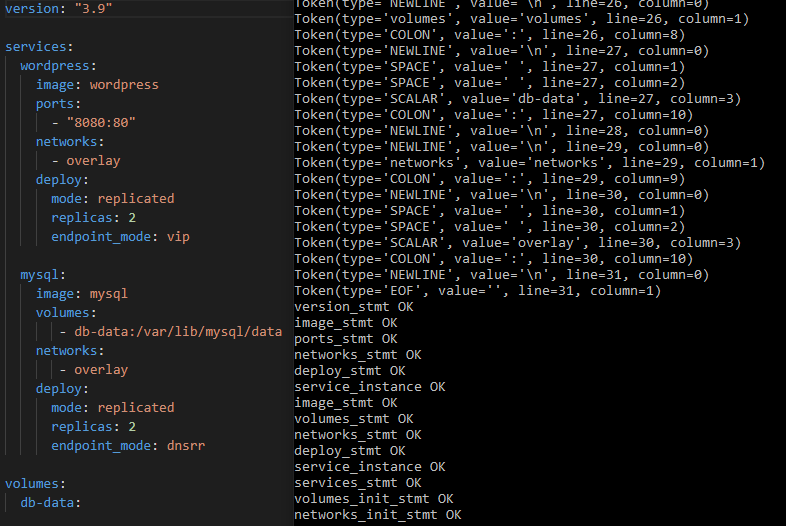 version: "3.9"
services:
wordpress:
image: wordpress
ports:
- "8080:80"
networks:
- overlay
deploy:
mode: replicated
replicas: 2
endpoint_mode: vip
mysql:
image: mysql
volumes:
- db-data:/var/lib/mysql/data
networks:
- overlay
deploy:
mode: replicated
replicas: 2
endpoint_mode: dnsrr
volumes:
db-data:
Token(type='NEWLINE', value='\n', line=26, column=0)
Token(type='volumes', value='volumes', line=26, column=1)
Token(type='COLON', value=':', line=26, column=8)
Token(type='NEWLINE', value='\n', line=27, column=0)
Token(type='SPACE', value=' ', line=27, column=1)
Token(type='SPACE', value=' ', line=27, column=2)
Token(type='SCALAR', value='db-data', line=27, column=3)
Token(type='COLON', value=':', line=27, column=10)
Token(type='NEWLINE', value='\n', line=28, column=0)
Token(type='NEWLINE', value='\n', line=29, column=0)
Token(type='networks', value='networks', line=29, column=1)
Token(type='COLON', value=':', line=29, column=9)
Token(type='NEWLINE', value='\n', line=30, column=0)
Token(type='SPACE', value=' ', line=30, column=1)
Token(type='SPACE', value=' ', line=30, column=2)
Token(type='SCALAR', value='overlay', line=30, column=3)
Token(type='COLON', value=':', line=30, column=10)
Token(type='NEWLINE', value='\n', line=31, column=0)
Token(type='EOF', value='', line=31, column=1)
version_stmt OK
image_stmt OK
ports_stmt OK
networks_stmt OK
deploy_stmt OK
service_instance OK
image_stmt OK
volumes_stmt OK
networks_stmt OK
deploy_stmt OK
service_instance OK
services_stmt OK
volumes_init_stmt OK
networks_init_stmt OK